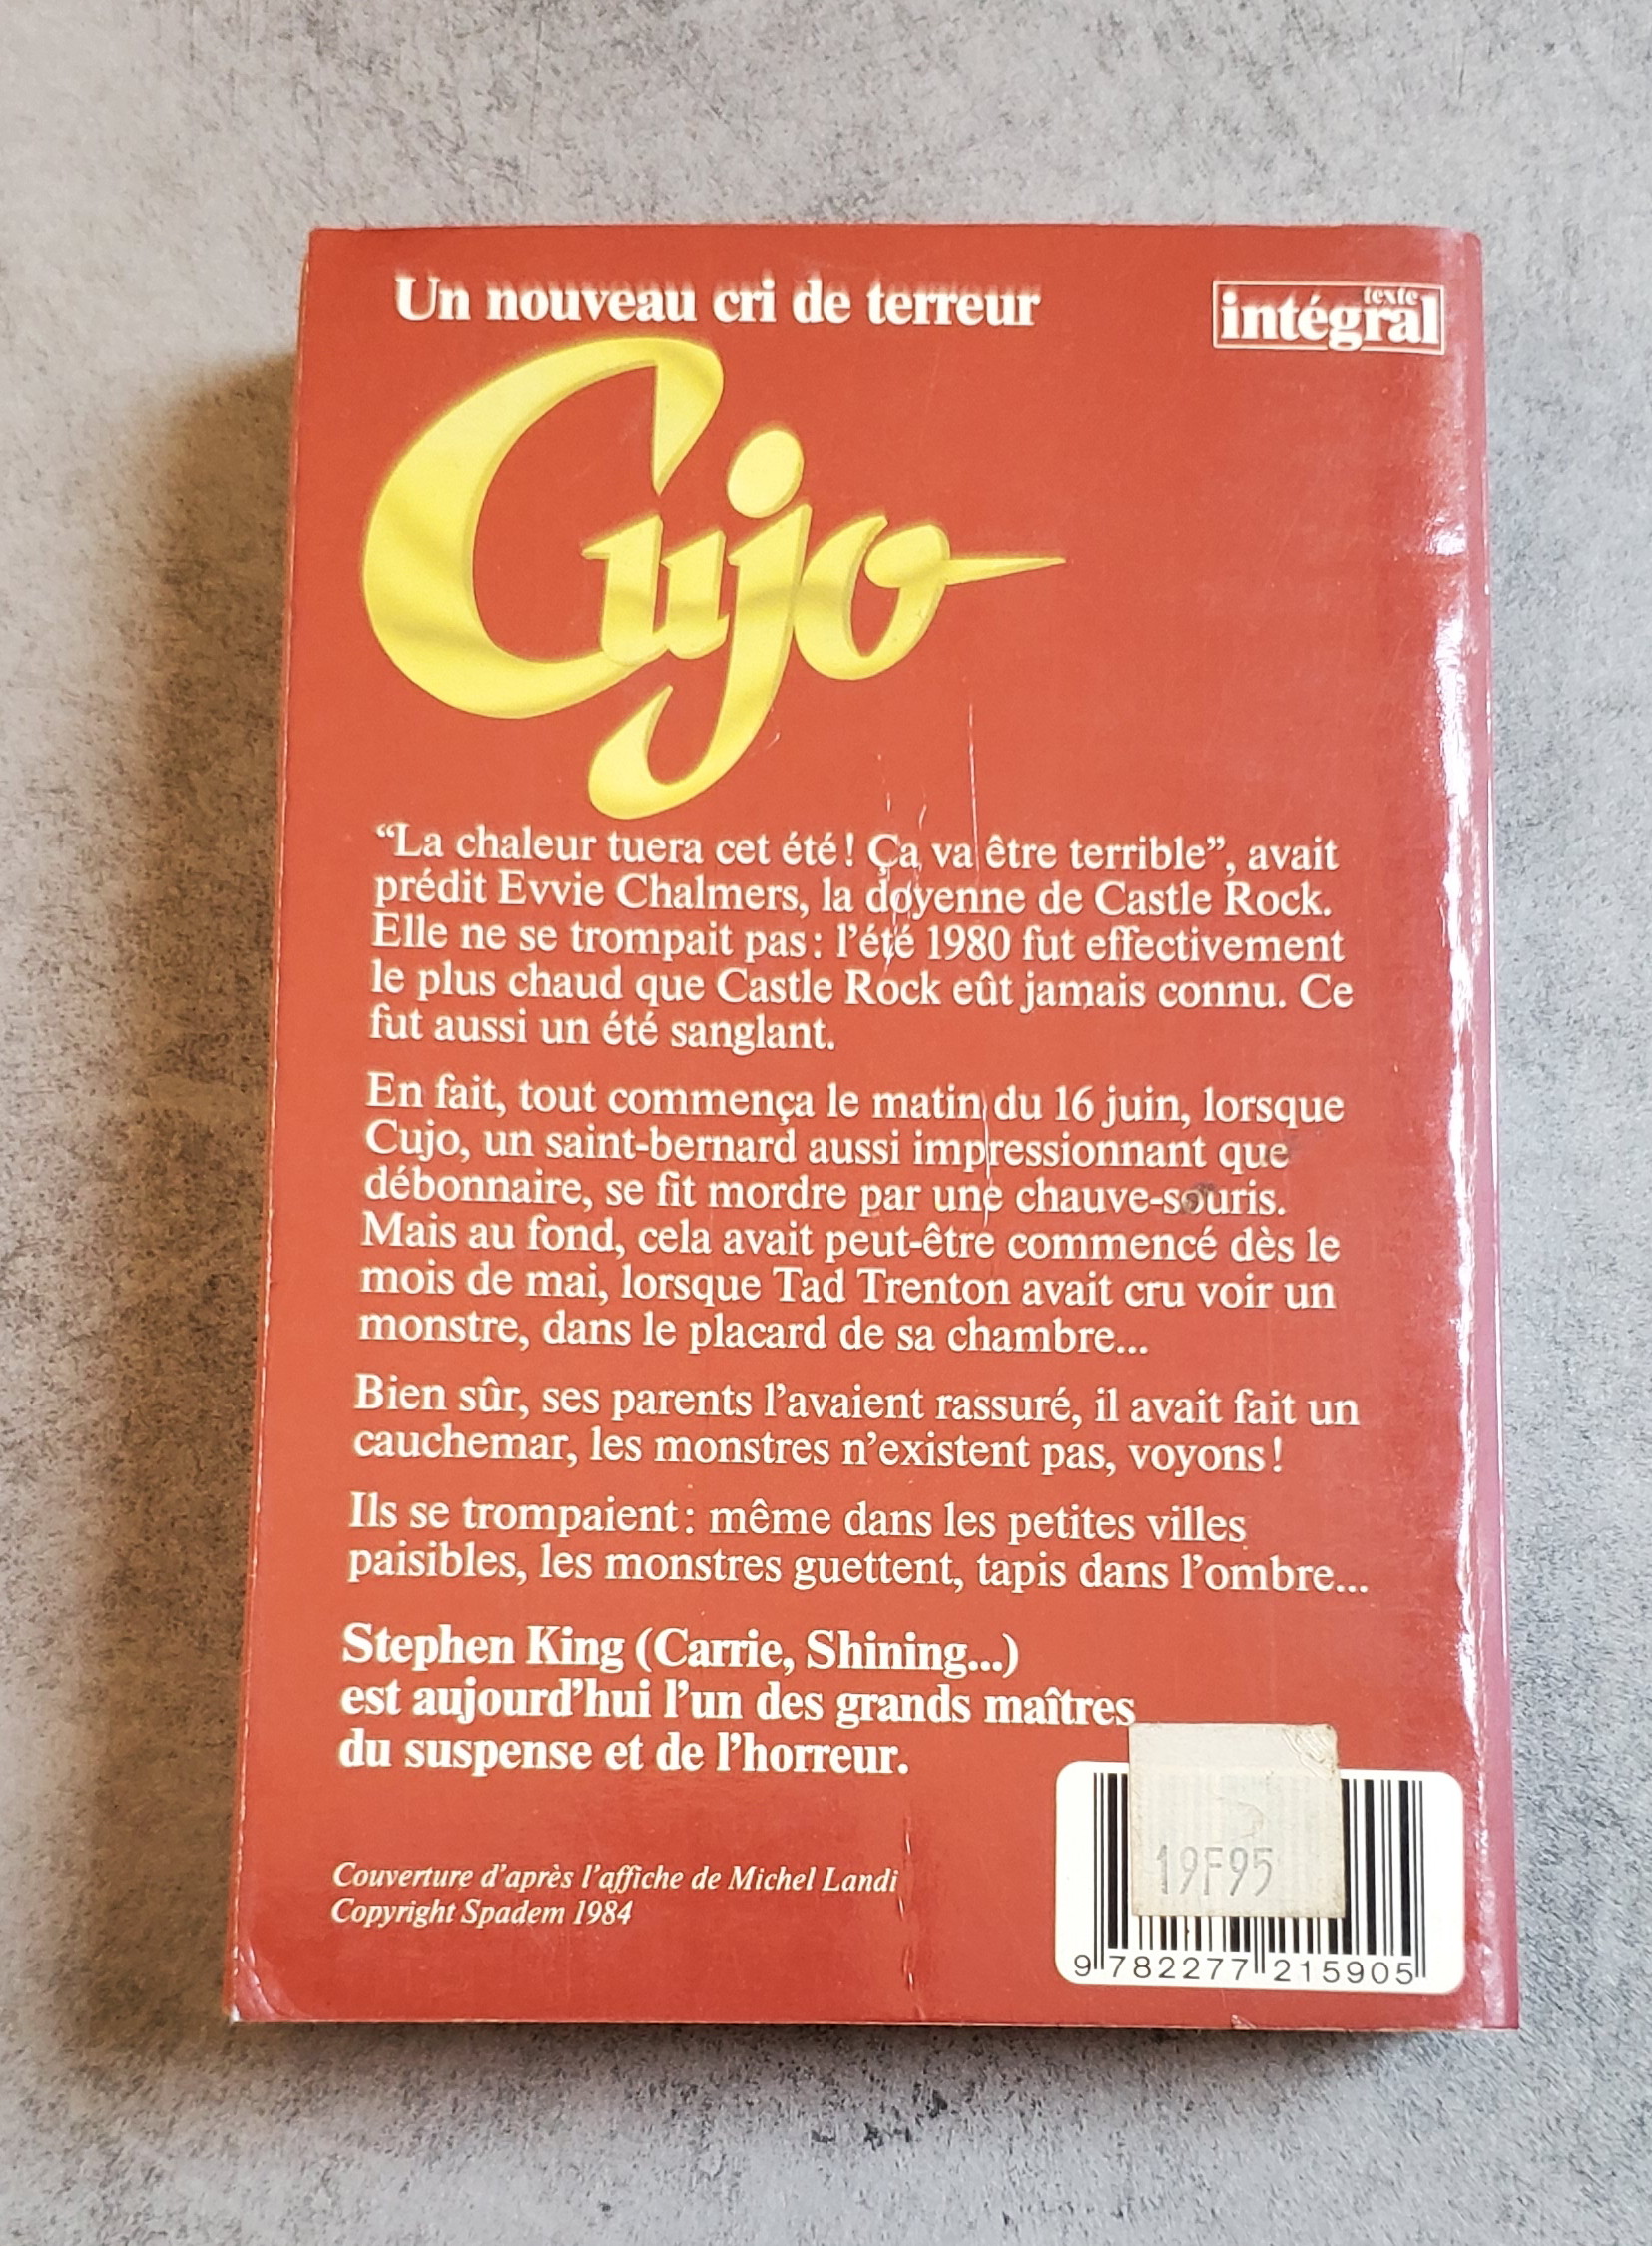 Un nouveau cri de terreur
texte
intégral
Cujo
“La chaleur tuera cet été! Ça va être terrible”, avait
prédit Evvie Chalmers, la doyenne de Castle Rock.
Elle ne se trompait pas: l’été 1980 fut effectivement
le plus chaud que Castle Rock eût jamais connu. Ce
fut aussi un été sanglant.
En fait, tout commença le matin du 16 juin, lorsque
Cujo, un saint-bernard aussi impressionnant que
débonnaire, se fit mordre par une chauve-souris.
Mais au fond, cela avait peut-être commencé dès le
mois de mai, lorsque Tad Trenton avait cru voir un
monstre, dans le placard de sa chambre...
Bien sûr, ses parents l’avaient rassuré, il avait fait un
cauchemar, les monstres n’existent pas, voyons!
Ils se trompaient: même dans les petites villes
paisibles, les monstres guettent, tapis dans l’ombre...
Stephen King (Carrie, Shining...)
est aujourd’hui l’un des grands maîtres
du suspense et de l’horreur.
Couverture d’après l’affiche de Michel Landi
Copyright Spadem 1984
19F95
9 782277 215905